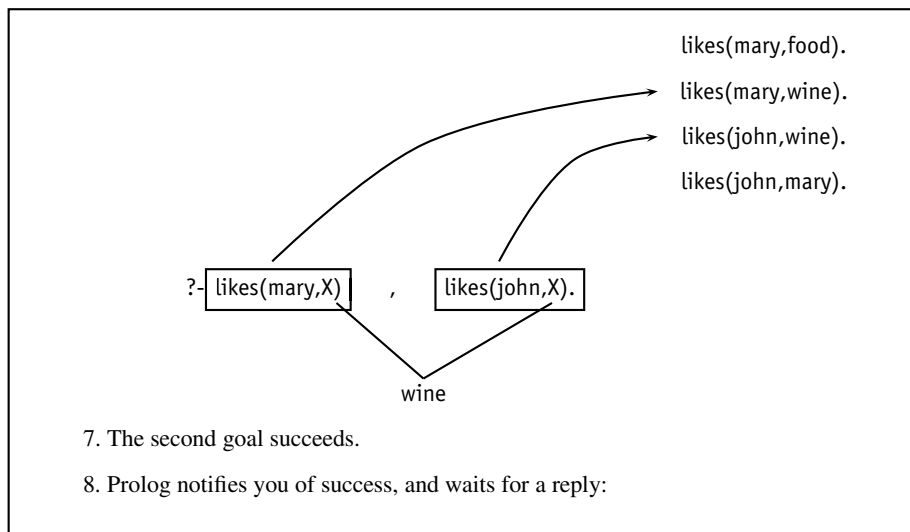 likes(mary,food).
likes(mary,wine).
likes(john,wine).
likes(john,mary).
?- likes(mary,X) , likes(john,X).
wine
7. The second goal succeeds.
8. Prolog notifies you of success, and waits for a reply: